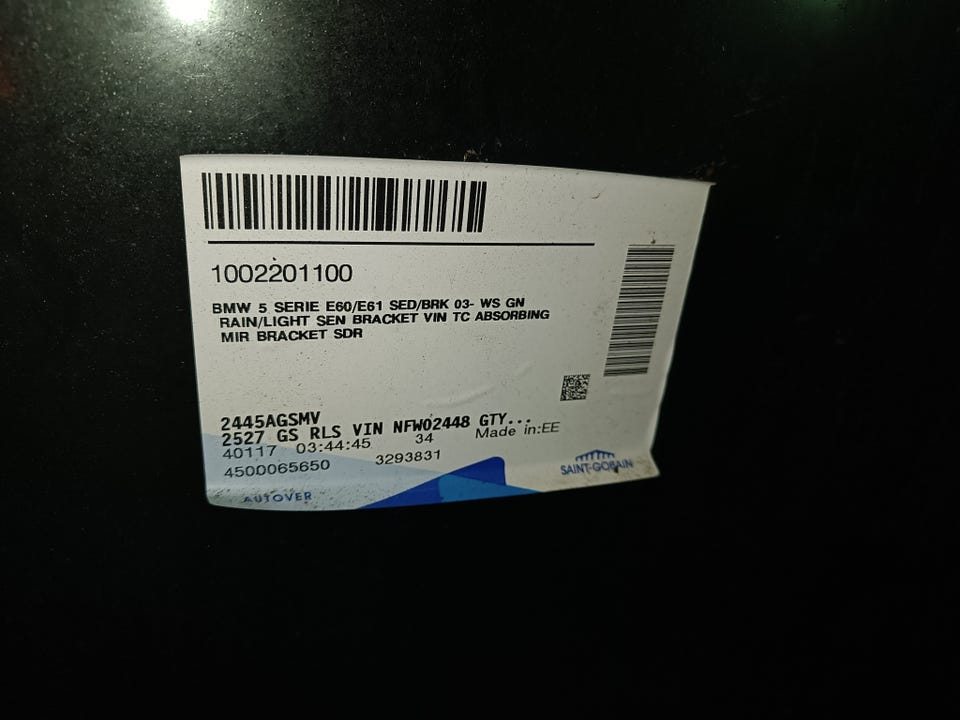 1002201100
BMW 5 SERIE E60/E61 SED/BRK 03- WS GN
RAIN/LIGHT SEN BRACKET VIN TC ABSORBING
MIR BRACKET SDR
2445AGSMV
2527 GS RLS VIN NFW02448 GTY...
40117 03:44:45 34 Made in:EE
4500065650 3293831
SAINT-GOBAIN
AUTOVER